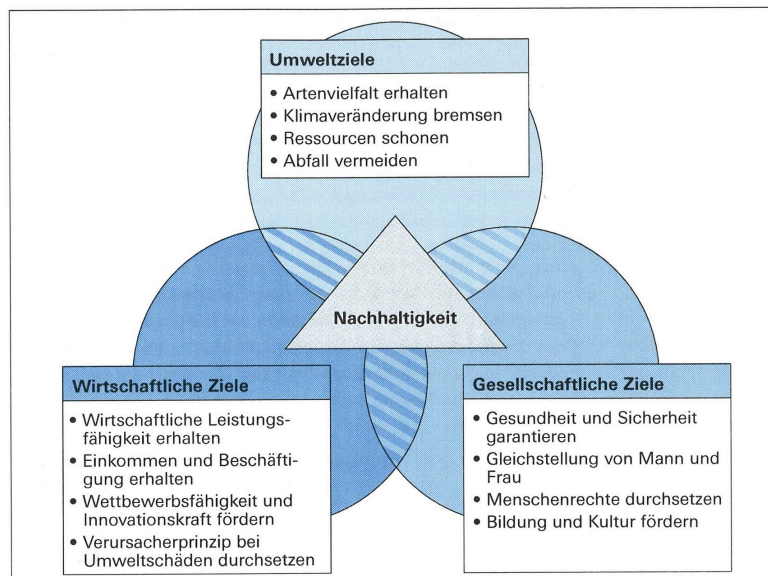 Umweltziele
• Artenvielfalt erhalten
• Klimaveränderung bremsen
• Ressourcen schonen
• Abfall vermeiden
Nachhaltigkeit
Wirtschaftliche Ziele
• Wirtschaftliche Leistungs-
fähigkeit erhalten
• Einkommen und Beschäfti-
gung erhalten
• Wettbewerbsfähigkeit und
Innovationskraft fördern
• Verursacherprinzip bei
Umweltschäden durchsetzen
Gesellschaftliche Ziele
• Gesundheit und Sicherheit
garantieren
• Gleichstellung von Mann und
Frau
• Menschenrechte durchsetzen
• Bildung und Kultur fördern